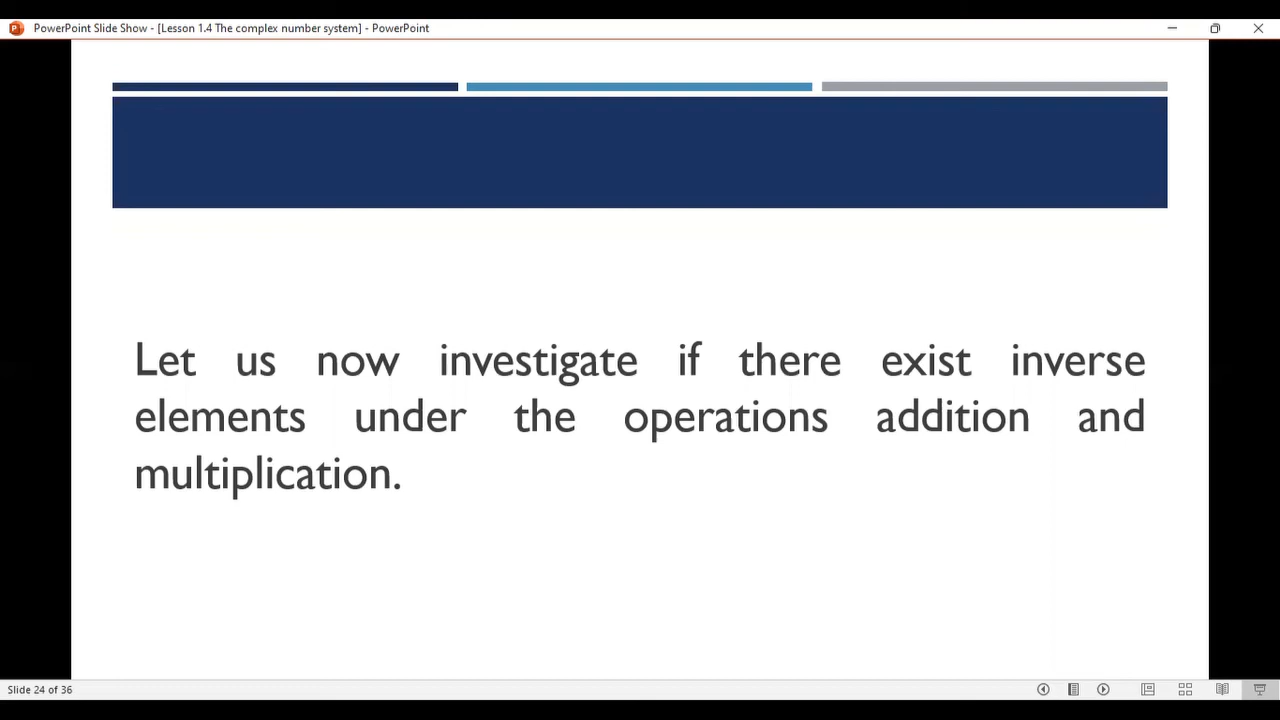 PowerPoint Slide Show - [Lesson 1.4 The complex number system] - PowerPoint
Let us now investigate if there exist inverse
elements under the operations addition and
multiplication.
Slide 24 of 36